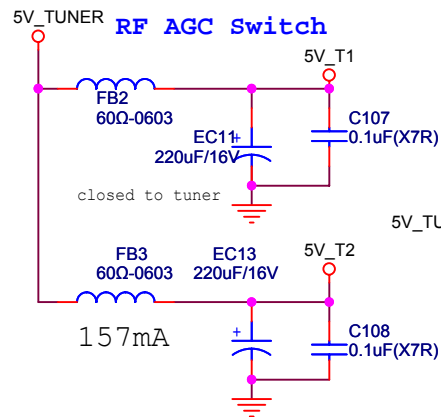 5V_TUNER
RF AGC Switch
5V_T1
FB2
60Ω-0603
EC11
+
220uF/16V
C107
0.1uF(X7R)
closed to tuner
5V_TU
5V_T2
FB3
60Ω-0603
EC13
220uF/16V
157mA
+
C108
0.1uF(X7R)